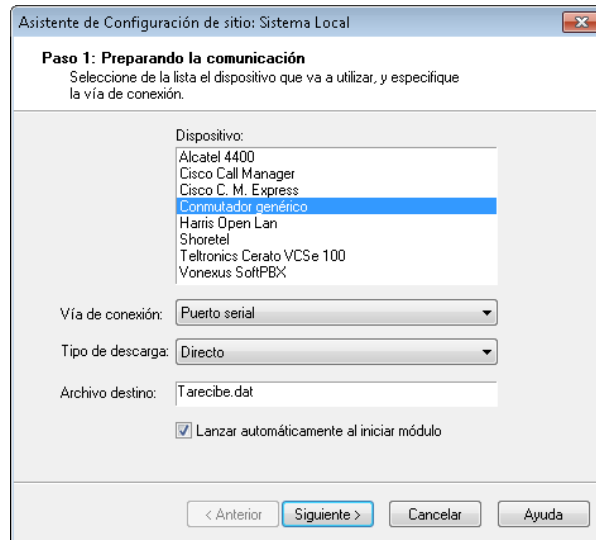 Asistente de Configuración de sitio: Sistema Local
Paso 1: Preparando la comunicación
Seleccione de la lista el dispositivo que va a utilizar, y especifique
la vía de conexión.
Dispositivo:
Alcatel 4400
Cisco Call Manager
Cisco C. M. Express
Conmutador genérico
Harris Open Lan
Shoretel
Teltronics Cerato VCSe 100
Vonexus SoftPBX
Vía de conexión: Puerto serial
Tipo de descarga: Directo
Archivo destino: Tarecibe.dat
Lanzar automáticamente al iniciar módulo
< Anterior Siguiente > Cancelar Ayuda